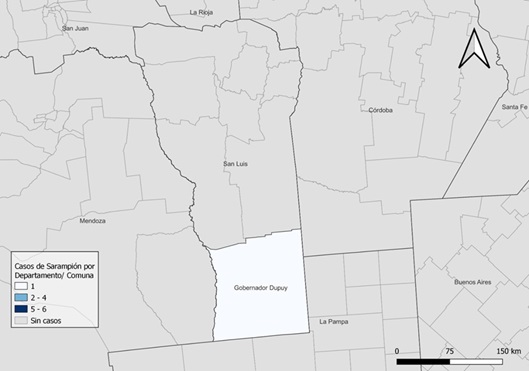 La Rioja
San Juan
Santa Fe
Córdoba
San Luis
Mendoza
Casos de Sarampión por
Departamento/ Comuna
1
2 - 4
5 - 6
Sin casos
Gobernador Dupuy
Buenos Aires
La Pampa
0 75 150 km